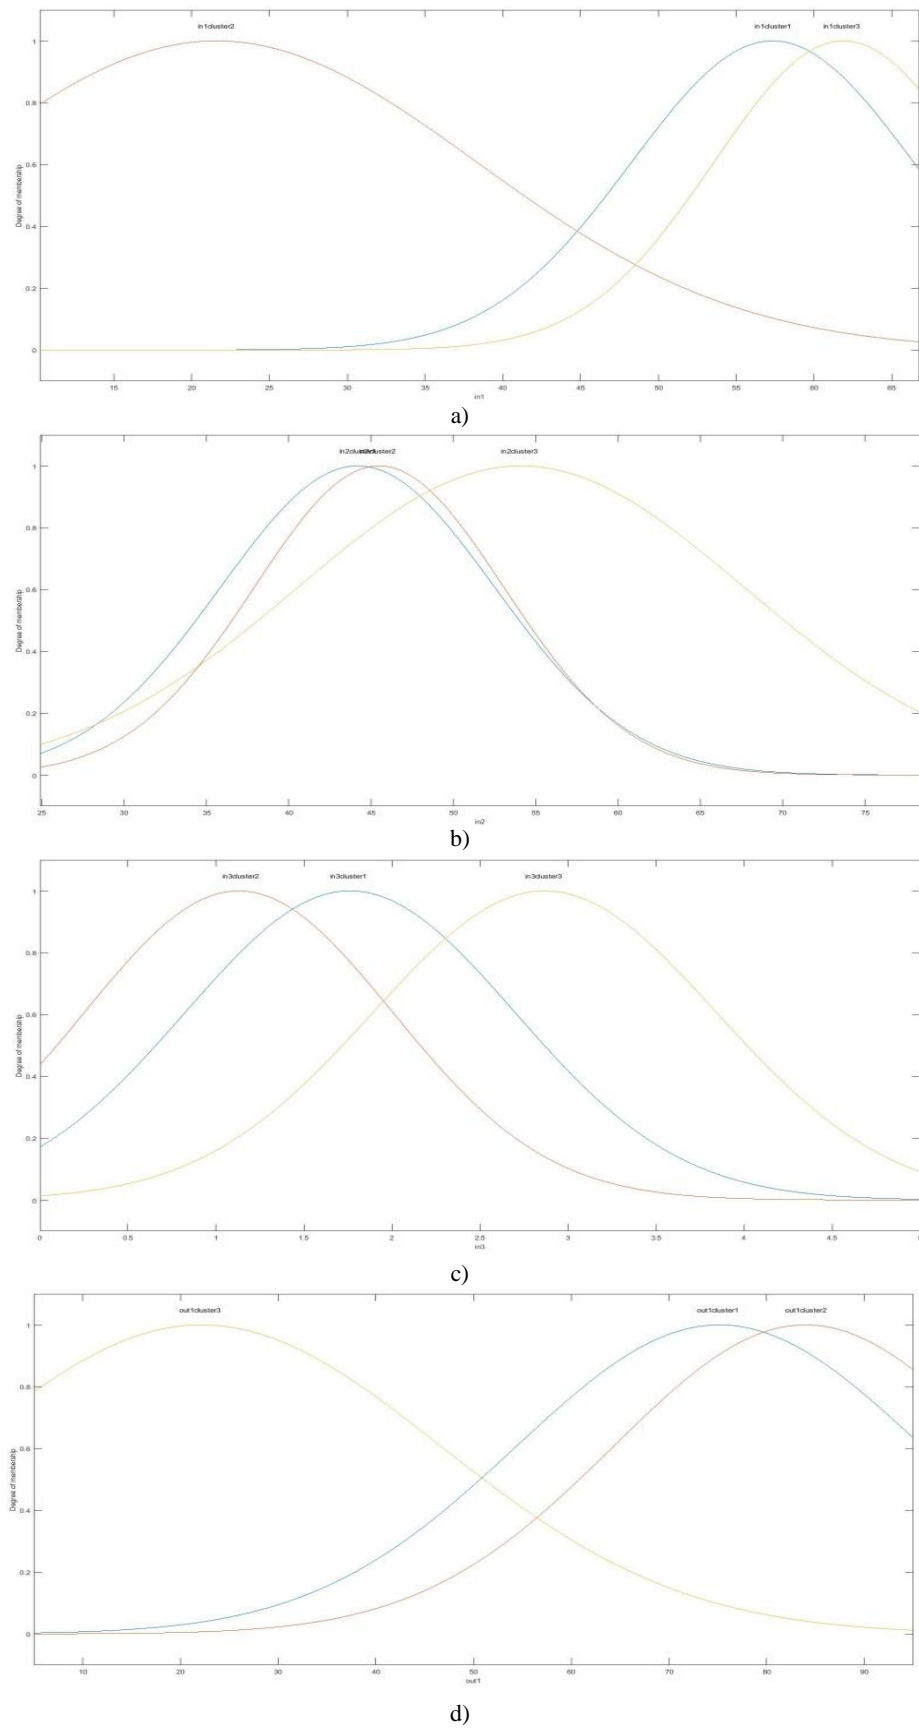 in1cluster2 in1cluster1 in1cluster3
1
0.8
0.6
0.4
0.2
0
Degree of membership
15 20 25 30 35 40 45 50 55 60 65
in1
a)
in2cluster1 in2cluster2 in2cluster3
1
0.8
0.6
0.4
0.2
0
Degree of membership
25 30 35 40 45 50 55 60 65 70 75
in2
b)
in3cluster2 in3cluster1 in3cluster3
1
0.8
0.6
0.4
0.2
0
Degree of membership
0 0.5 1 1.5 2 2.5 3 3.5 4 4.5
in3
c)
out1cluster3 out1cluster1 out1cluster2
1
0.8
0.6
0.4
0.2
0
Degree of membership
10 20 30 40 50 60 70 80 90
out1
d)